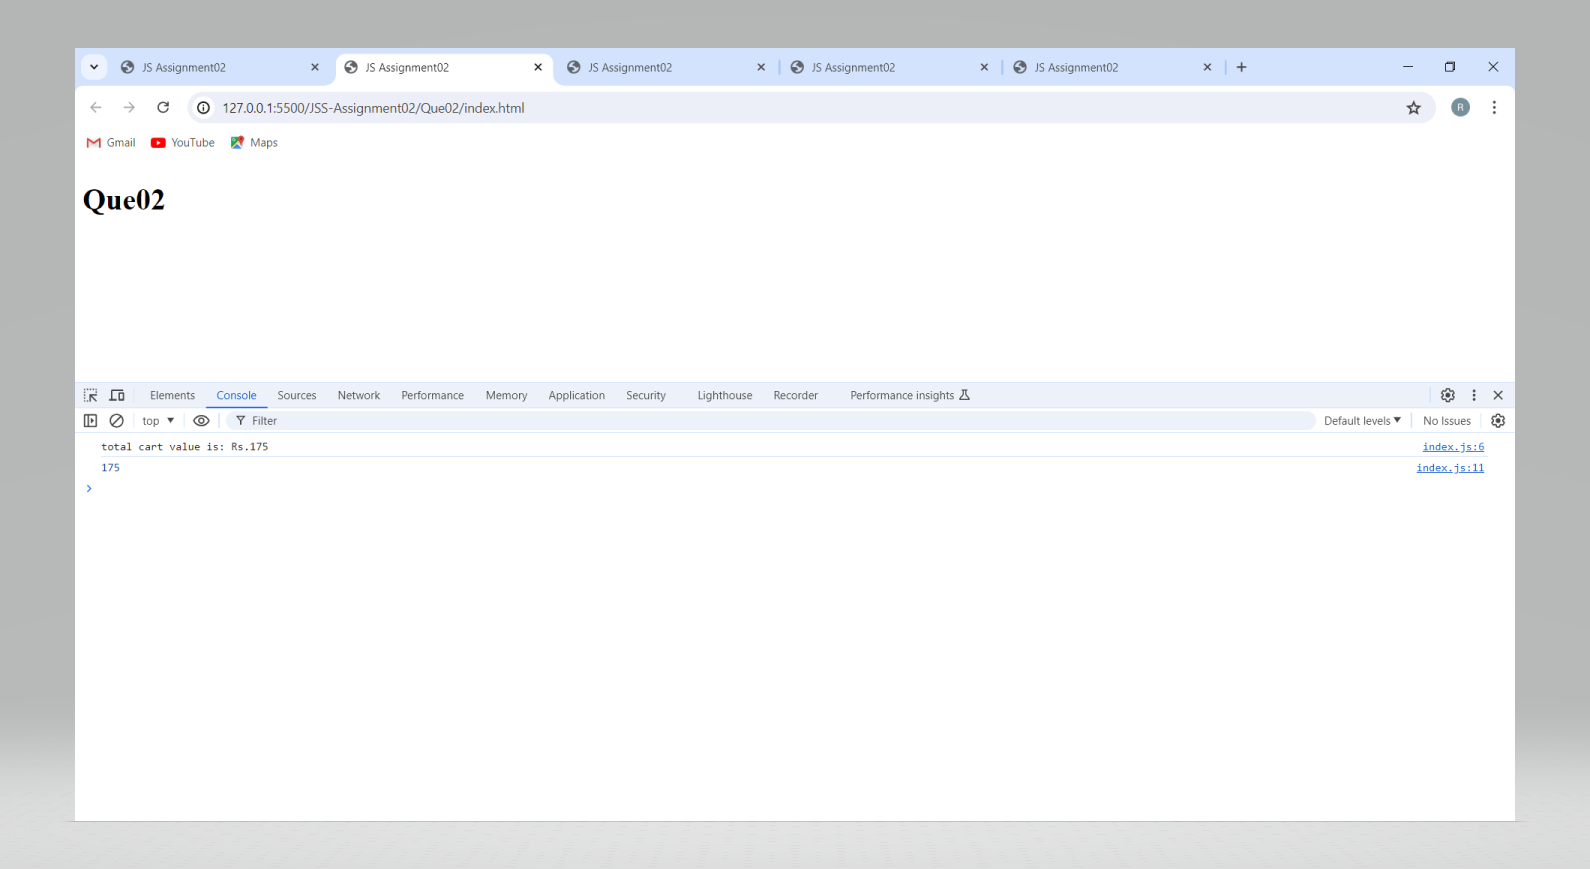 JS Assignment02 JS Assignment02 JS Assignment02 JS Assignment02 JS Assignment02
127.0.0.1:5500/JSS-Assignment02/Que02/index.html R
Gmail YouTube Maps
Que02
Elements Console Sources Network Performance Memory Application Security Lighthouse Recorder Performance insights
top Filter Default levels No Issues
total cart value is: Rs.175 index.js:6
175 index.js:11